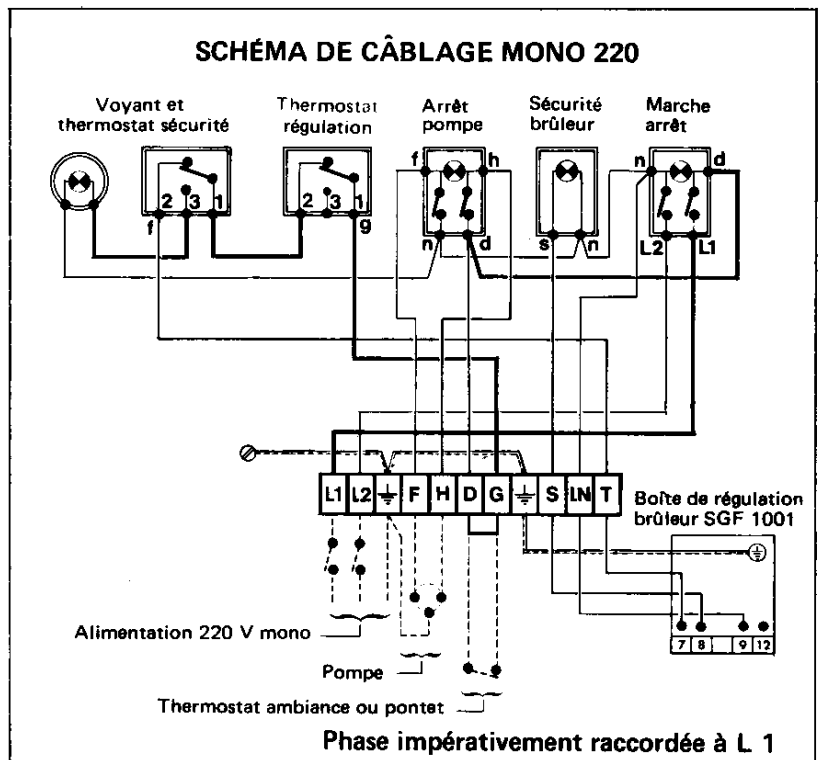 SCHÉMA DE CÂBLAGE MONO 220
Voyant et
thermostat sécurité
Thermostat
régulation
Arrêt
pompe
Sécurité
brûleur
Marche
arrêt
f h n d
2 3 1
2 3 1
f g n d s n L2 L1
L1 L2 F H D G S LN T
Boîte de régulation
brûleur SGF 1001
7 8 9 12
Alimentation 220 V mono
Pompe
Thermostat ambiance ou pontet
Phase impérativement raccordée à L 1